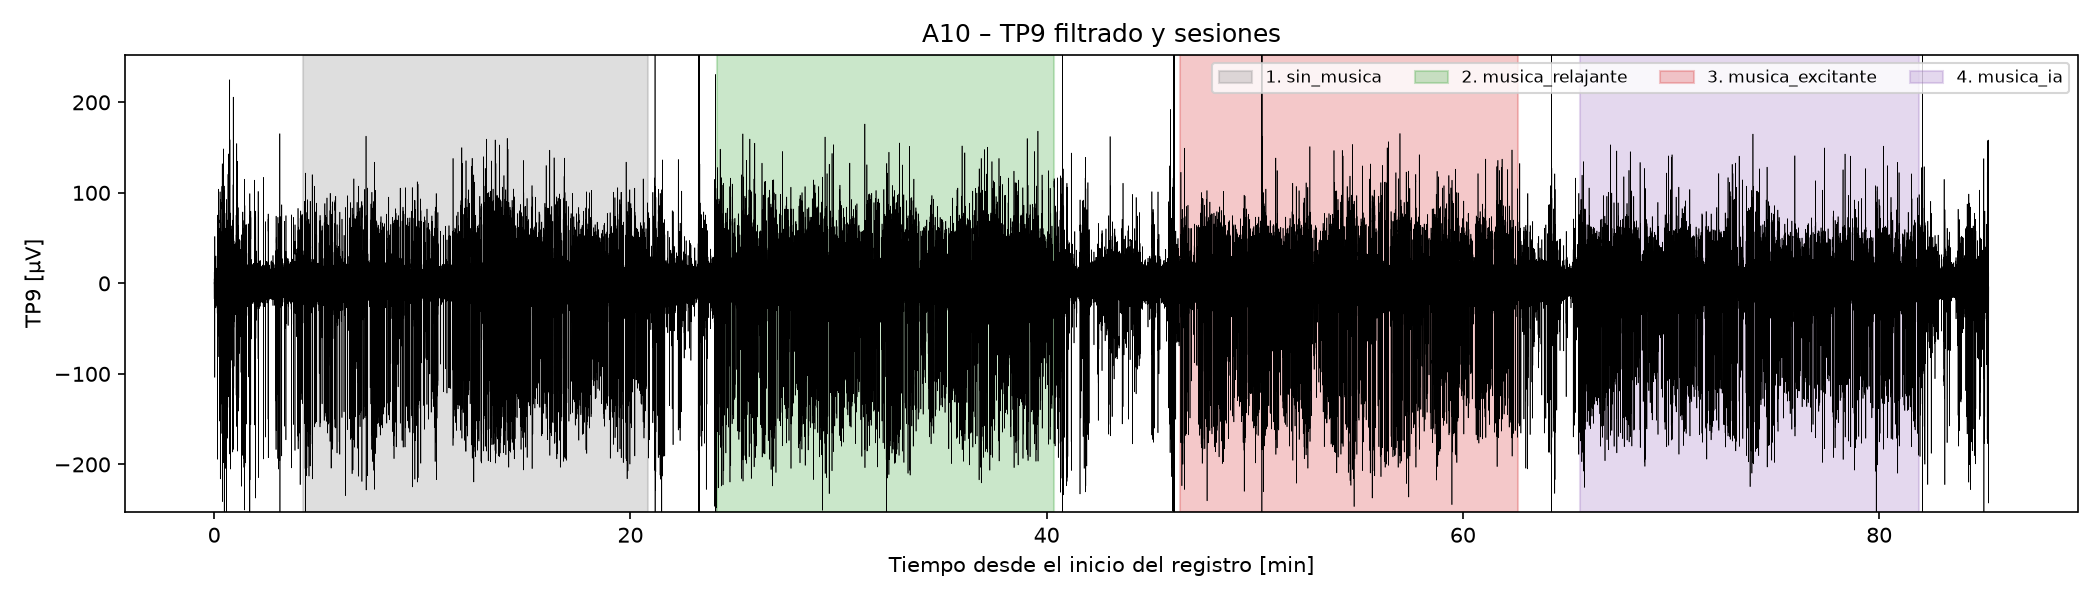 A10 – TP9 filtrado y sesiones
1. sin_musica 2. musica_relajante 3. musica_excitante 4. musica_ia
TP9 [µV]
200
100
0
−100
−200
0 20 40 60 80
Tiempo desde el inicio del registro [min]